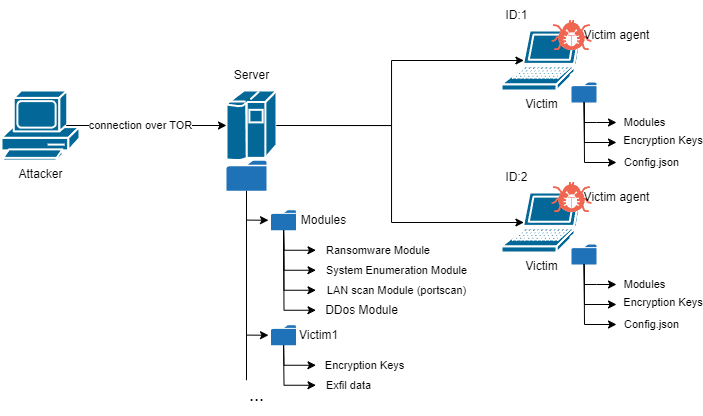 ID:1
Victim agent
Server
Victim
Modules
connection over TOR
Encryption Keys
Config.json
Attacker
ID:2
Victim agent
Modules
Victim
Ransomware Module
System Enumeration Module
Modules
LAN scan Module (portscan)
Encryption Keys
DDos Module
Config.json
Victim1
Encryption Keys
Exfil data
...